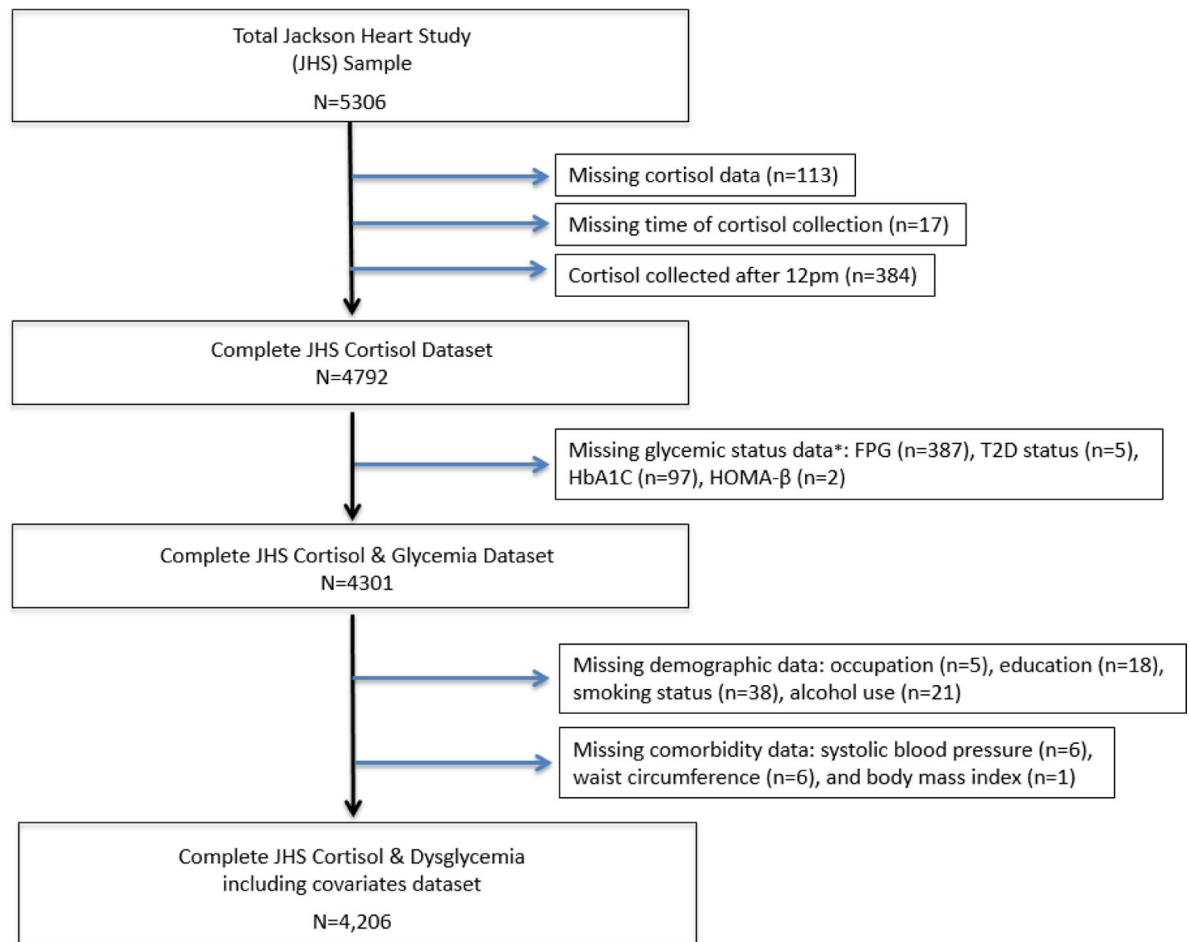 Total Jackson Heart Study
(JHS) Sample
N=5306
Missing cortisol data (n=113)
Missing time of cortisol collection (n=17)
Cortisol collected after 12pm (n=384)
Complete JHS Cortisol Dataset
N=4792
Missing glycemic status data*: FPG (n=387), T2D status (n=5),
HbA1C (n=97), HOMA-β (n=2)
Complete JHS Cortisol & Glycemia Dataset
N=4301
Missing demographic data: occupation (n=5), education (n=18),
smoking status (n=38), alcohol use (n=21)
Missing comorbidity data: systolic blood pressure (n=6),
waist circumference (n=6), and body mass index (n=1)
Complete JHS Cortisol & Dysglycemia
including covariates dataset
N=4,206